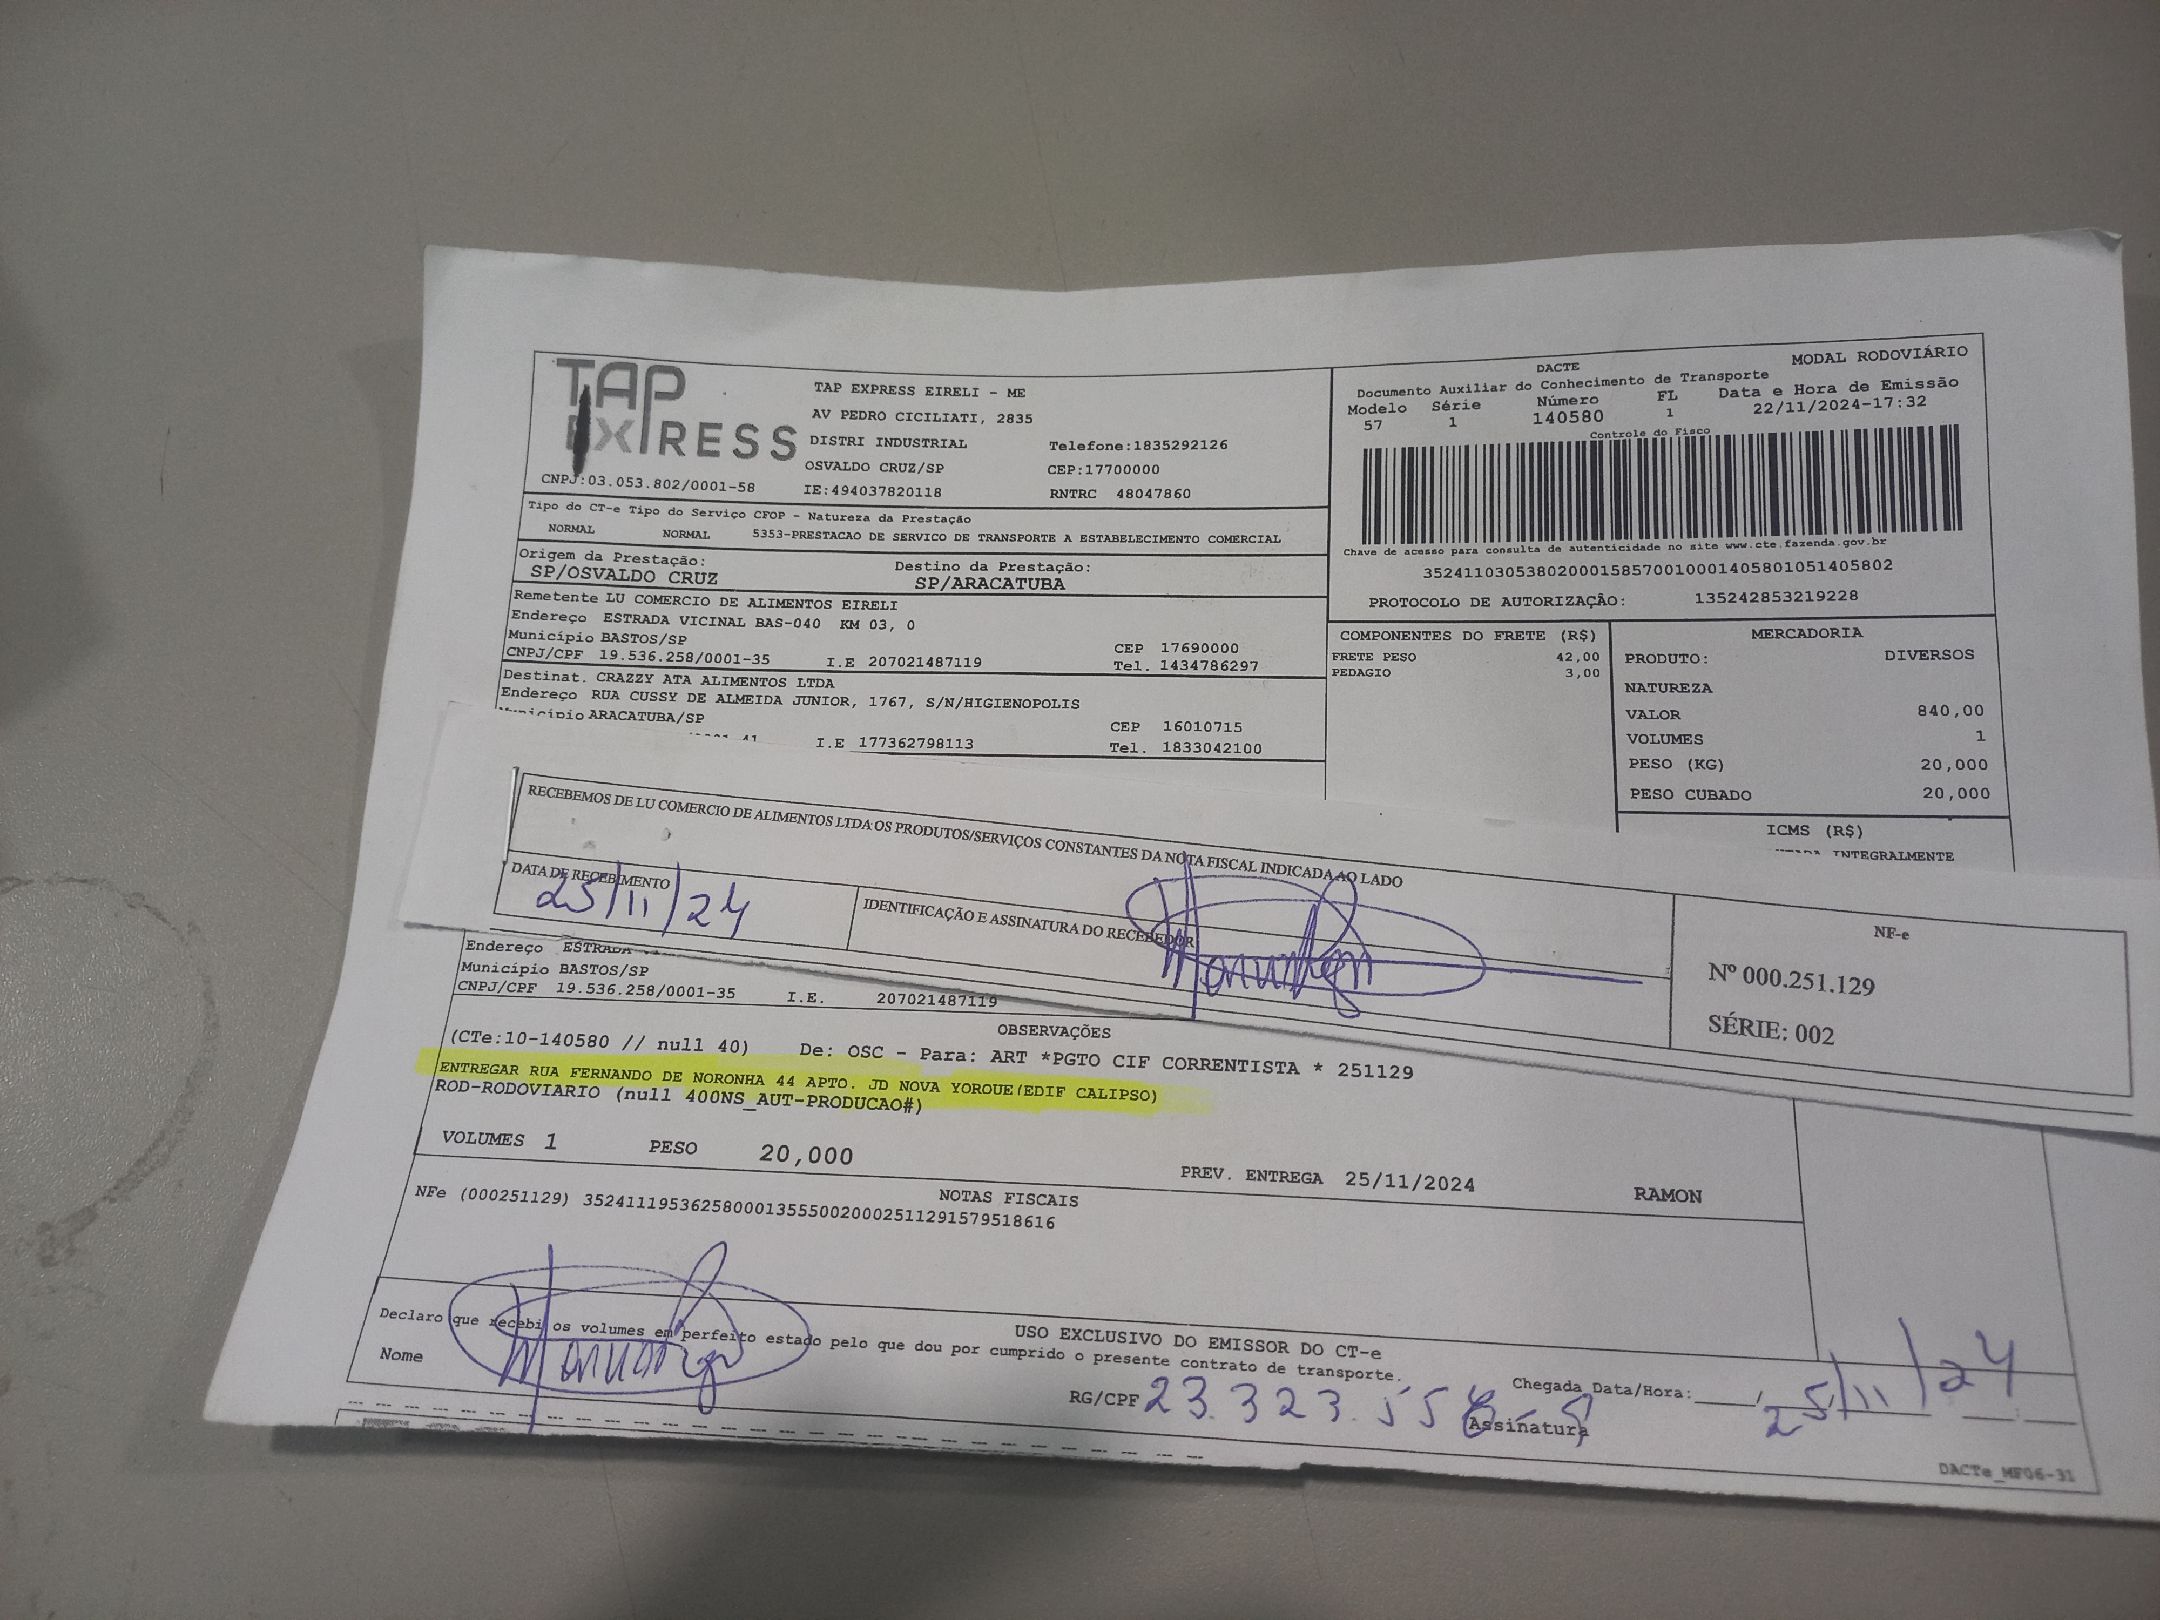 TAP EXPRESS
TAP EXPRESS EIRELI - ME
AV PEDRO CICILIATI, 2835
DISTRI INDUSTRIAL Telefone:1835292126
OSVALDO CRUZ/SP CEP:17700000
CNPJ:03.053.802/0001-58 IE:494037820118 RNTRC 48047860
DACTE MODAL RODOVIÁRIO
Documento Auxiliar do Conhecimento de Transporte
Modelo Série Número FL Data e Hora de Emissão
57 1 140580 1 22/11/2024-17:32
Controle do Fisco
Chave de acesso para consulta de autenticidade no site www.cte.fazenda.gov.br
35241103053802000158570010001405801051405802
PROTOCOLO DE AUTORIZAÇÃO: 135242853219228
Tipo do CT-e Tipo do Serviço CFOP - Natureza da Prestação
NORMAL NORMAL 5353-PRESTACAO DE SERVICO DE TRANSPORTE A ESTABELECIMENTO COMERCIAL
Origem da Prestação: Destino da Prestação:
SP/OSVALDO CRUZ SP/ARACATUBA
Remetente LU COMERCIO DE ALIMENTOS EIRELI
Endereço ESTRADA VICINAL BAS-040 KM 03, 0
Município BASTOS/SP CEP 17690000
CNPJ/CPF 19.536.258/0001-35 I.E 207021487119 Tel. 1434786297
Destinat. CRAZZY ATA ALIMENTOS LTDA
Endereço RUA CUSSY DE ALMEIDA JUNIOR, 1767, S/N/HIGIENOPOLIS
Município ARACATUBA/SP CEP 16010715
I.E 177362798113 Tel. 1833042100
COMPONENTES DO FRETE (R$)
FRETE PESO 42,00
PEDAGIO 3,00
MERCADORIA
PRODUTO: DIVERSOS
NATUREZA
VALOR 840,00
VOLUMES 1
PESO (KG) 20,000
PESO CUBADO 20,000
ICMS (R$)
INTEGRALMENTE
RECEBEMOS DE LU COMERCIO DE ALIMENTOS LTDA OS PRODUTOS/SERVIÇOS CONSTANTES DA NOTA FISCAL INDICADA AO LADO
DATA DE RECEBIMENTO
25/11/24
IDENTIFICAÇÃO E ASSINATURA DO RECEBEDOR
NF-e
Nº 000.251.129
SÉRIE: 002
Endereço ESTRADA
Município BASTOS/SP
CNPJ/CPF 19.536.258/0001-35 I.E. 207021487119
OBSERVAÇÕES
(CTe:10-140580 // null 40) De: OSC - Para: ART *PGTO CIF CORRENTISTA * 251129
ENTREGAR RUA FERNANDO DE NORONHA 44 APTO. JD NOVA YORQUE(EDIF CALIPSO)
ROD-RODOVIARIO (null 400NS_AUT-PRODUCAO#)
VOLUMES 1 PESO 20,000 PREV. ENTREGA 25/11/2024 RAMON
NOTAS FISCAIS
NFe (000251129) 35241119536258000135550020002511291579518616
USO EXCLUSIVO DO EMISSOR DO CT-e
Declaro que recebi os volumes em perfeito estado pelo que dou por cumprido o presente contrato de transporte.
Nome RG/CPF Chegada Data/Hora: 25/11/24
Assinatura
DACTe_MF06-31